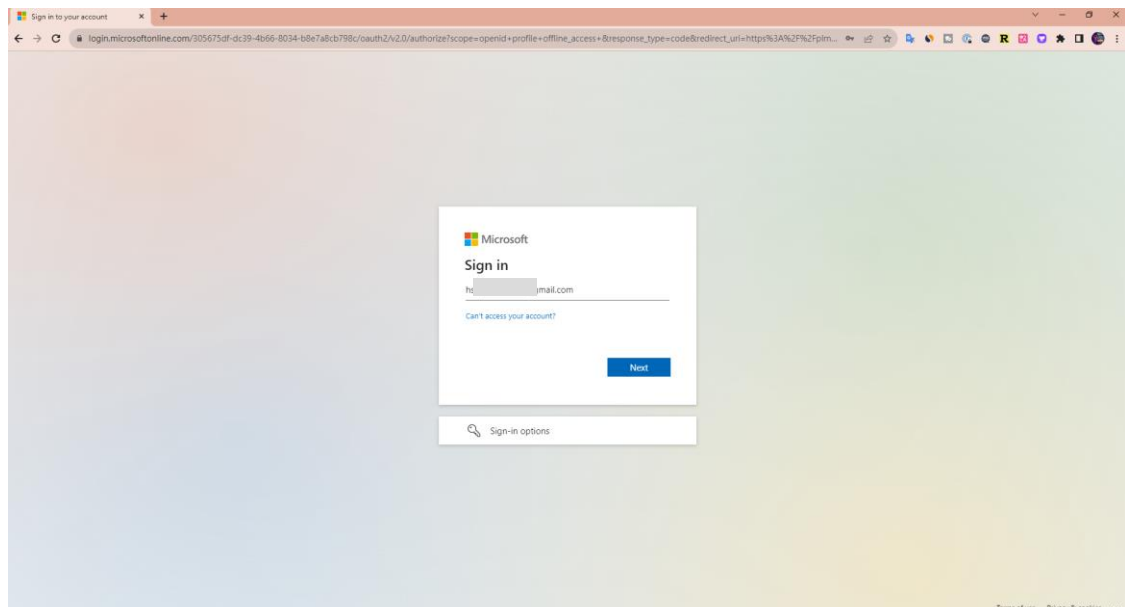 Sign in to your account
login.microsoftonline.com/305675df-dc39-4b66-8034-b8e7a8cb798c/oauth2/v2.0/authorize?scope=openid+profile+offline_access+&response_type=code&redirect_uri=https%3A%2F%2Fplm...
Microsoft
Sign in
hs mail.com
Can't access your account?
Next
Sign-in options